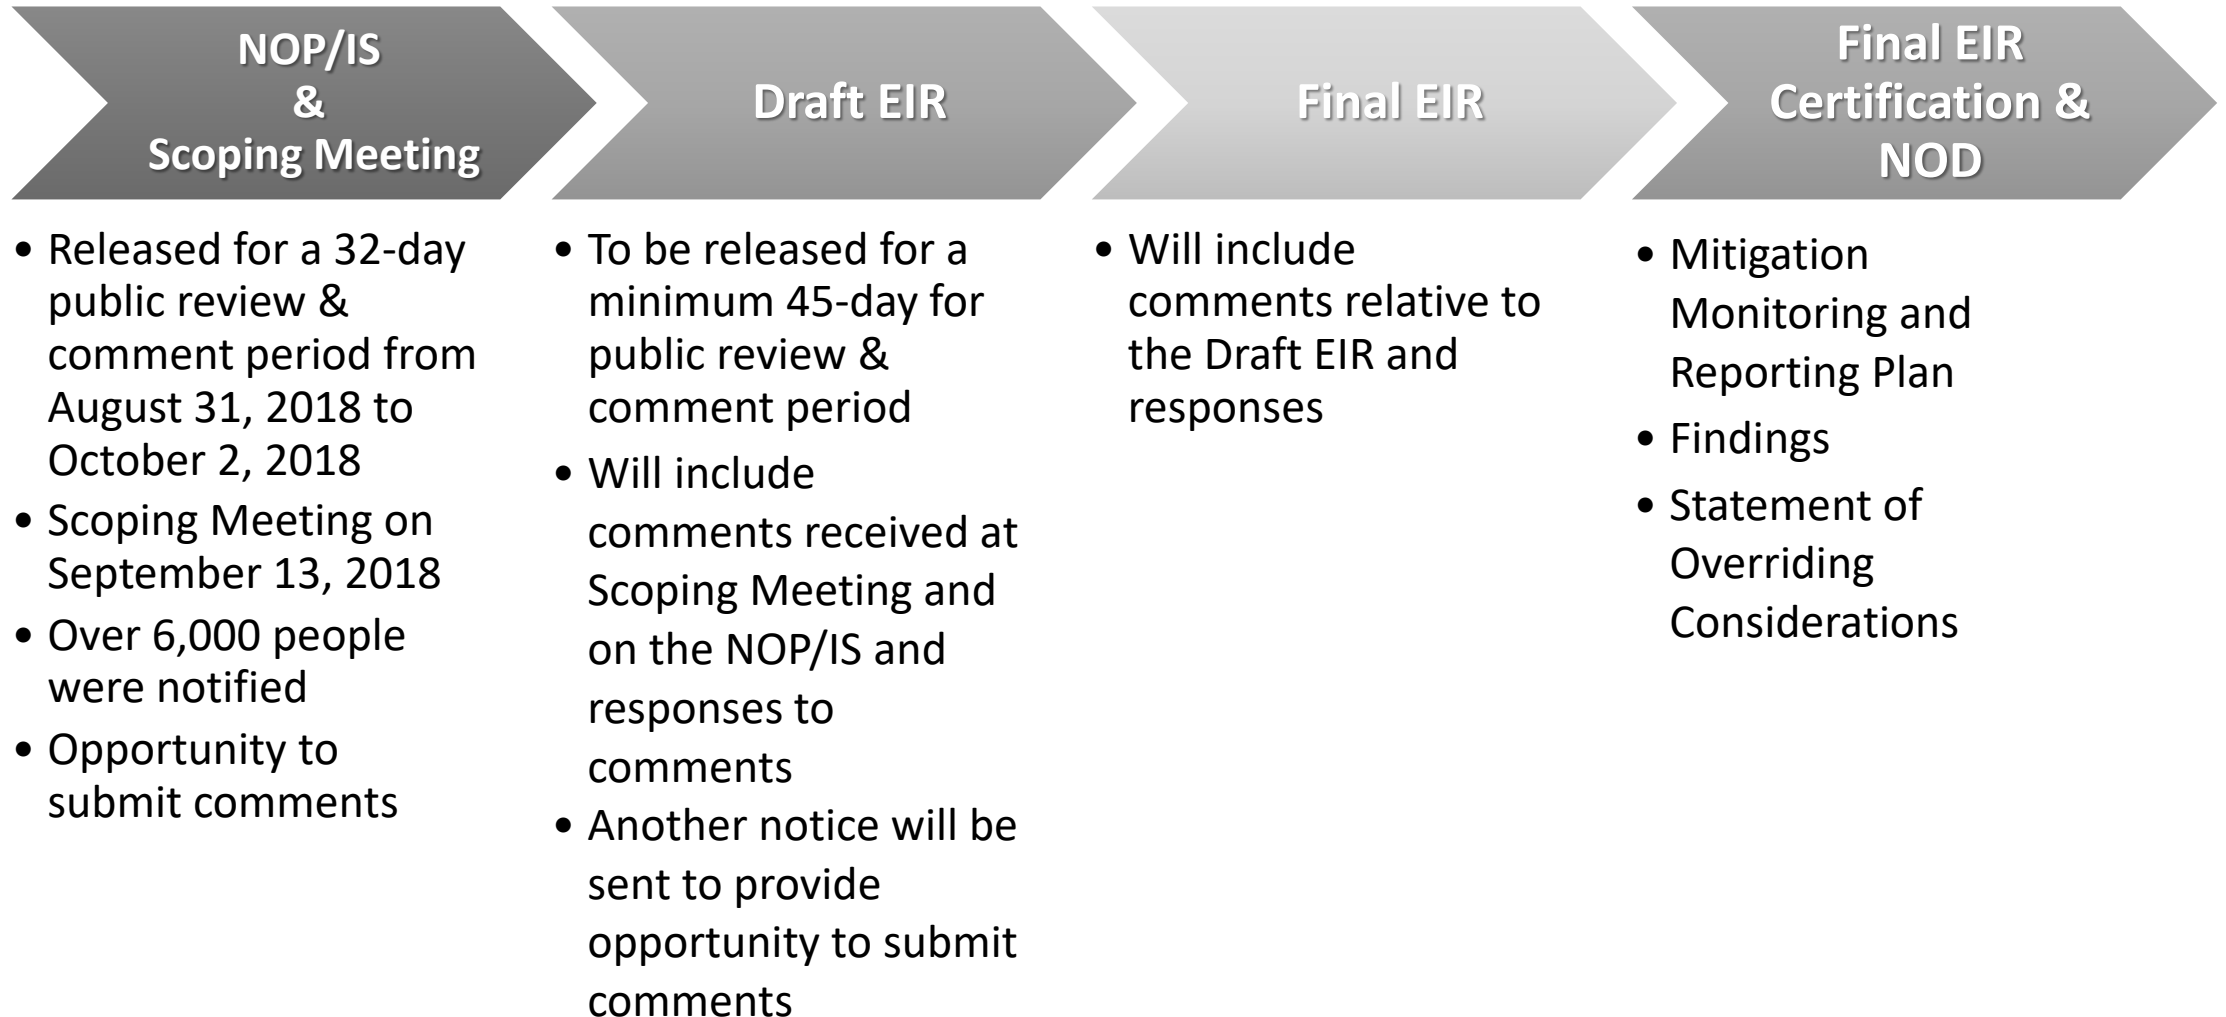 NOP/IS
&
Scoping Meeting
• Released for a 32-day
public review &
comment period from
August 31, 2018 to
October 2, 2018
• Scoping Meeting on
September 13, 2018
• Over 6,000 people
were notified
• Opportunity to
submit comments
Draft EIR
• To be released for a
minimum 45-day for
public review &
comment period
• Will include
comments received at
Scoping Meeting and
on the NOP/IS and
responses to
comments
• Another notice will be
sent to provide
opportunity to submit
comments
Final EIR
• Will include
comments relative to
the Draft EIR and
responses
Final EIR
Certification &
NOD
• Mitigation
Monitoring and
Reporting Plan
• Findings
• Statement of
Overriding
Considerations